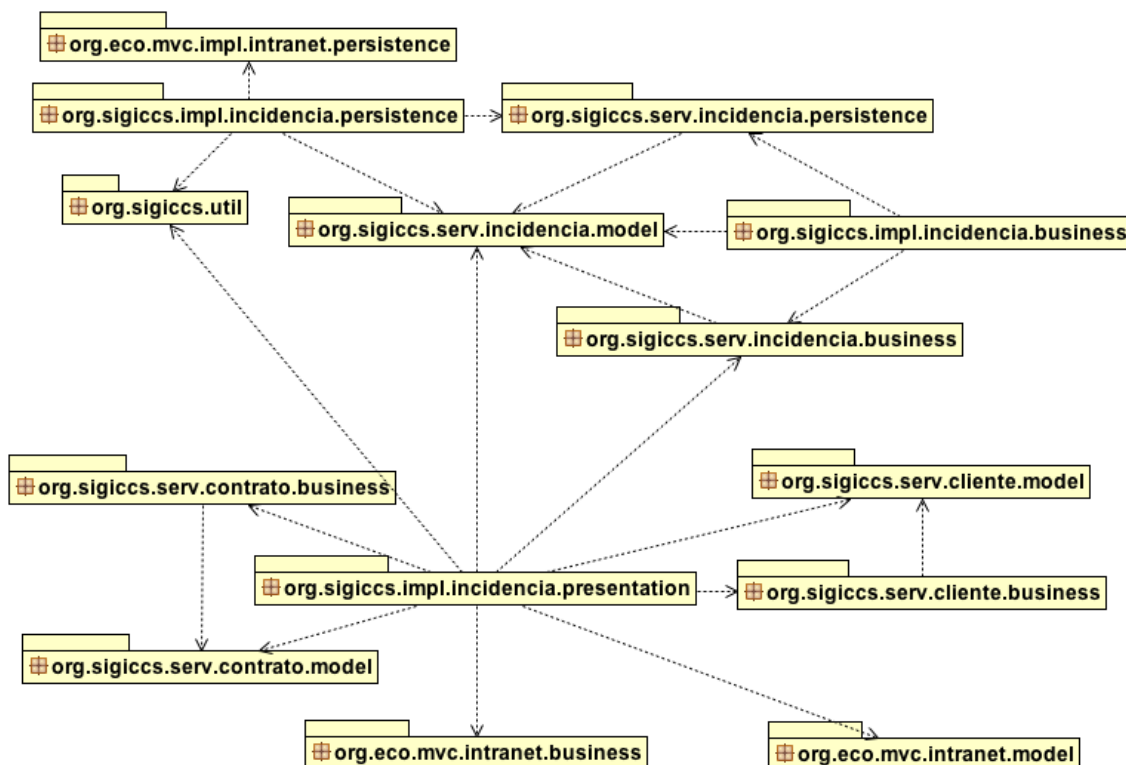 org.eco.mvc.impl.intranet.persistence
org.sigiccs.impl.incidencia.persistence
org.sigiccs.serv.incidencia.persistence
org.sigiccs.util
org.sigiccs.serv.incidencia.model
org.sigiccs.impl.incidencia.business
org.sigiccs.serv.incidencia.business
org.sigiccs.serv.contrato.business
org.sigiccs.serv.cliente.model
org.sigiccs.impl.incidencia.presentation
org.sigiccs.serv.cliente.business
org.sigiccs.serv.contrato.model
org.eco.mvc.intranet.business
org.eco.mvc.intranet.model